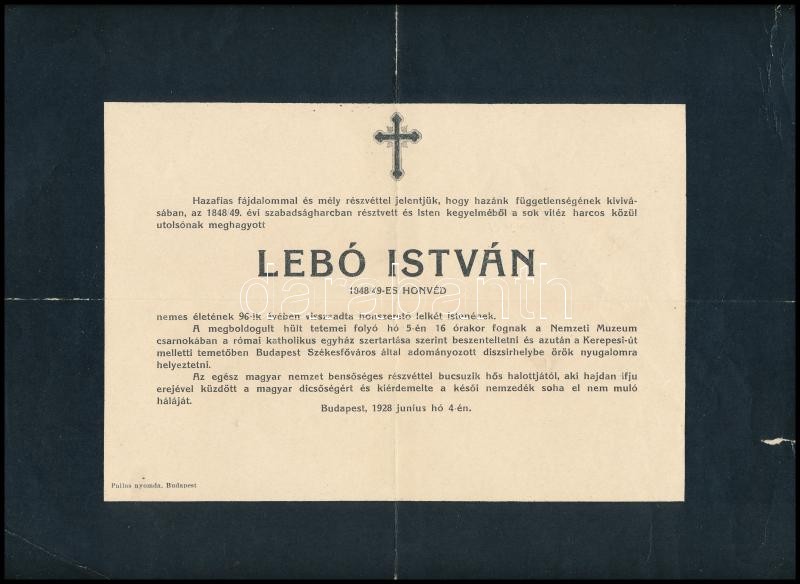 Hazafias fájdalommal és mély részvéttel jelentjük, hogy hazánk függetlenségének kivivá-
sában, az 1848/49. évi szabadságharcban résztvett és Isten kegyelméből a sok vitéz harcos közül
utolsónak meghagyott
LEBÓ ISTVÁN
1848/49-ES HONVÉD
nemes életének 96-ik évében visszaadta honszerető lelkét istenének.
A megboldogult hült tetemei folyó hó 5-én 16 órakor fognak a Nemzeti Muzeum
csarnokában a római katholikus egyház szertartása szerint beszenteltetni és azután a Kerepesi-út
melletti temetőben Budapest Székesfőváros által adományozott diszsirhelybe örök nyugalomra
helyeztetni.
Az egész magyar nemzet bensőséges részvéttel bucsuzik hős halottjától, aki hajdan ifju
erejével küzdött a magyar dicsőségért és kiérdemelte a késői nemzedék soha el nem muló
háláját.
Budapest, 1928 junius hó 4-én.
Pallas nyomda, Budapest
darabanth